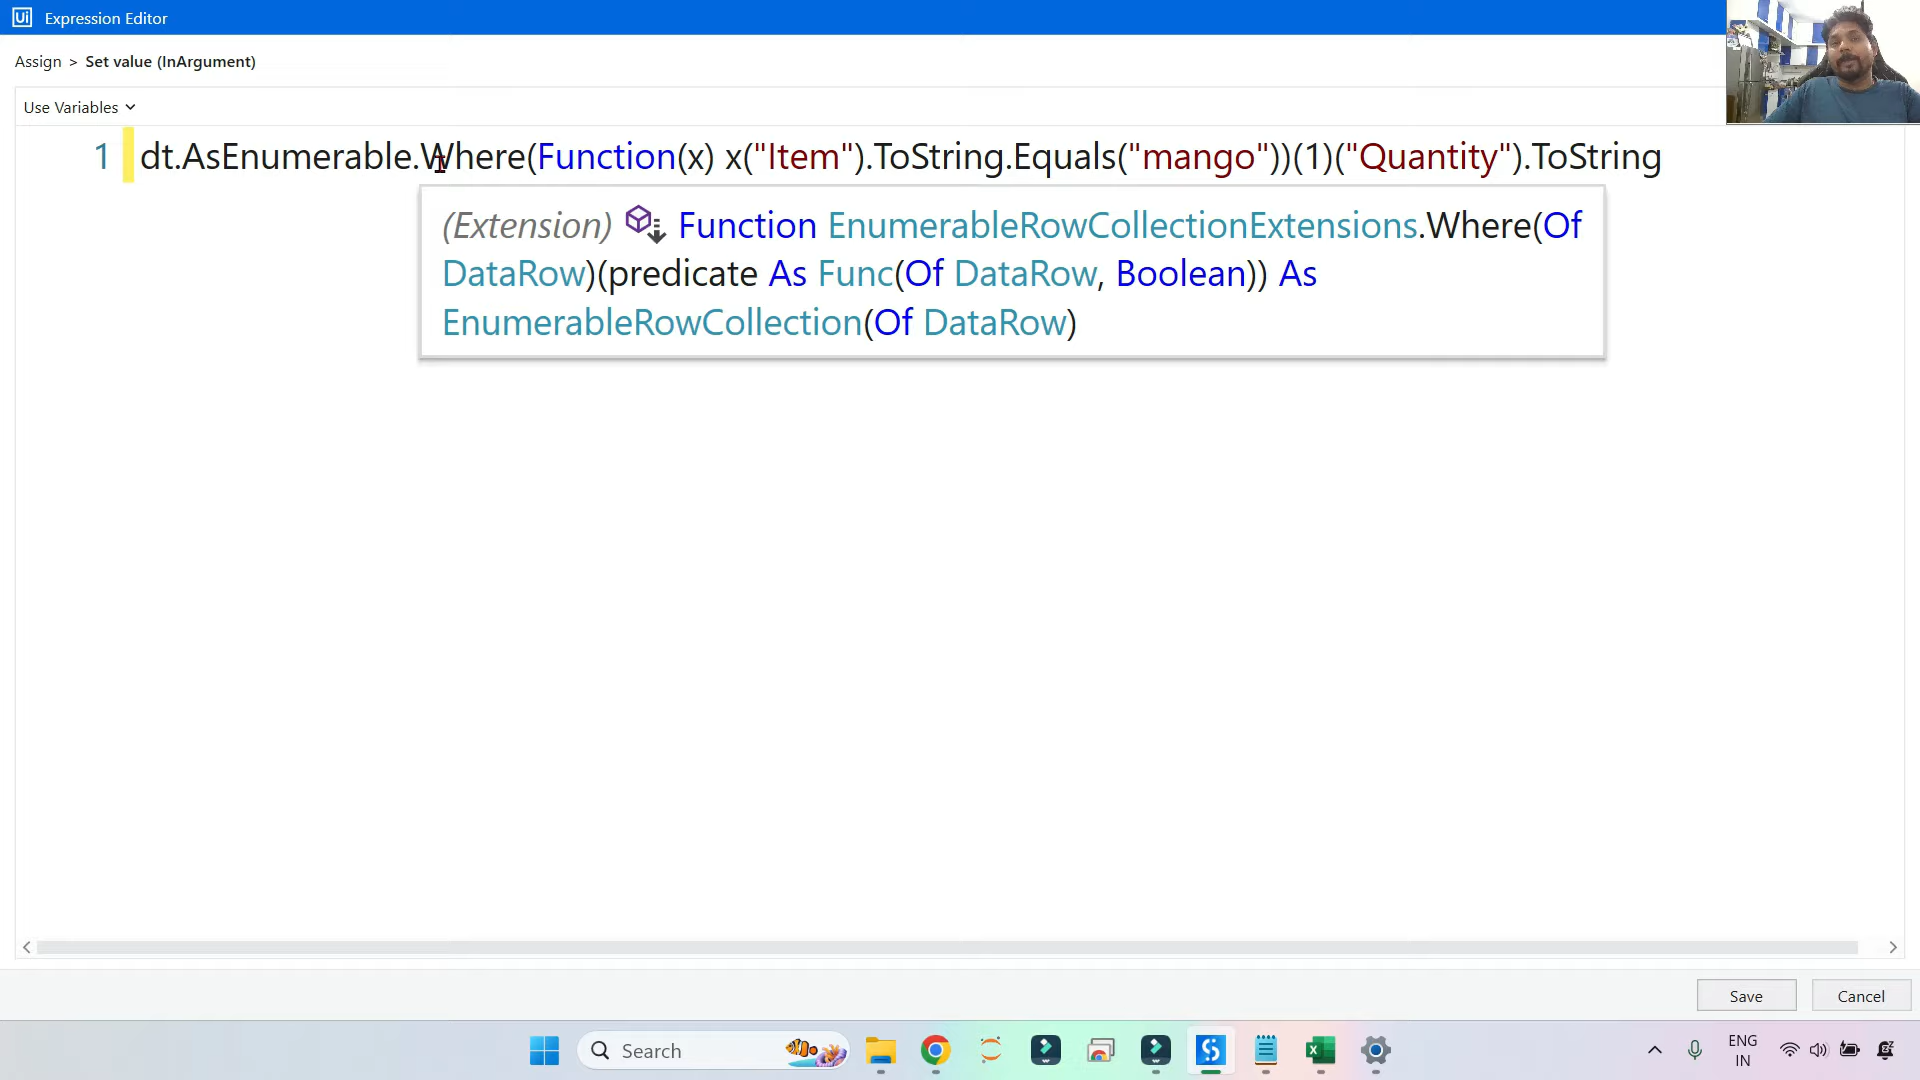 Ui Expression Editor
Assign > Set value (InArgument)
Use Variables
1 dt.AsEnumerable.Where(Function(x) x("Item").ToString.Equals("mango"))(1)("Quantity").ToString
(Extension) Function EnumerableRowCollectionExtensions.Where(Of
DataRow)(predicate As Func(Of DataRow, Boolean)) As
EnumerableRowCollection(Of DataRow)
Save Cancel
Search
ENG
IN